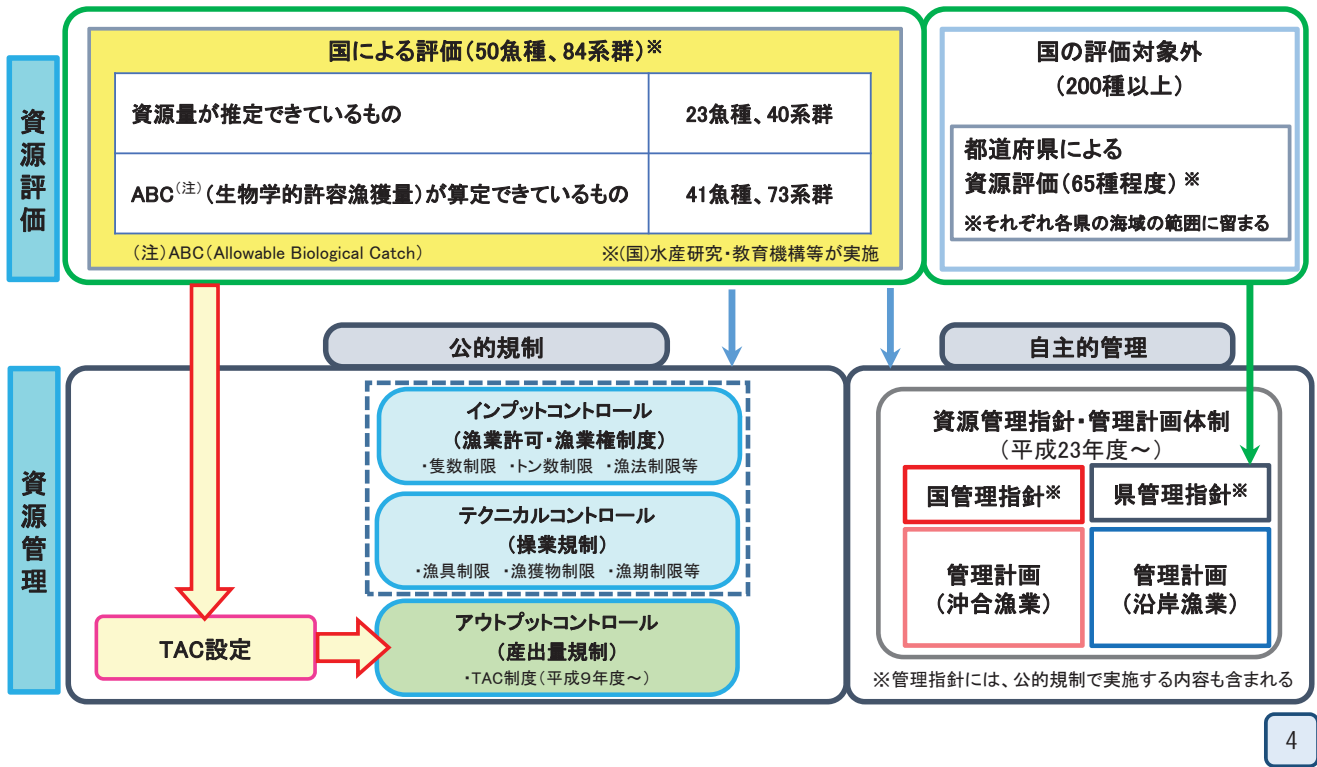 資源評価
国による評価(50魚種、84系群)※
資源量が推定できているもの
23魚種、40系群
ABC(注)(生物学的許容漁獲量)が算定できているもの
41魚種、73系群
(注)ABC(Allowable Biological Catch)
※(国)水産研究・教育機構等が実施
国の評価対象外
(200種以上)
都道府県による
資源評価(65種程度)※
※それぞれ各県の海域の範囲に留まる
資源管理
公的規制
インプットコントロール
(漁業許可・漁業権制度)
・隻数制限 ・トン数制限 ・漁法制限等
テクニカルコントロール
(操業規制)
・漁具制限 ・漁獲物制限 ・漁期制限等
TAC設定
アウトプットコントロール
(産出量規制)
・TAC制度(平成9年度~)
自主的管理
資源管理指針・管理計画体制
(平成23年度~)
国管理指針※
県管理指針※
管理計画
(沖合漁業)
管理計画
(沿岸漁業)
※管理指針には、公的規制で実施する内容も含まれる
4